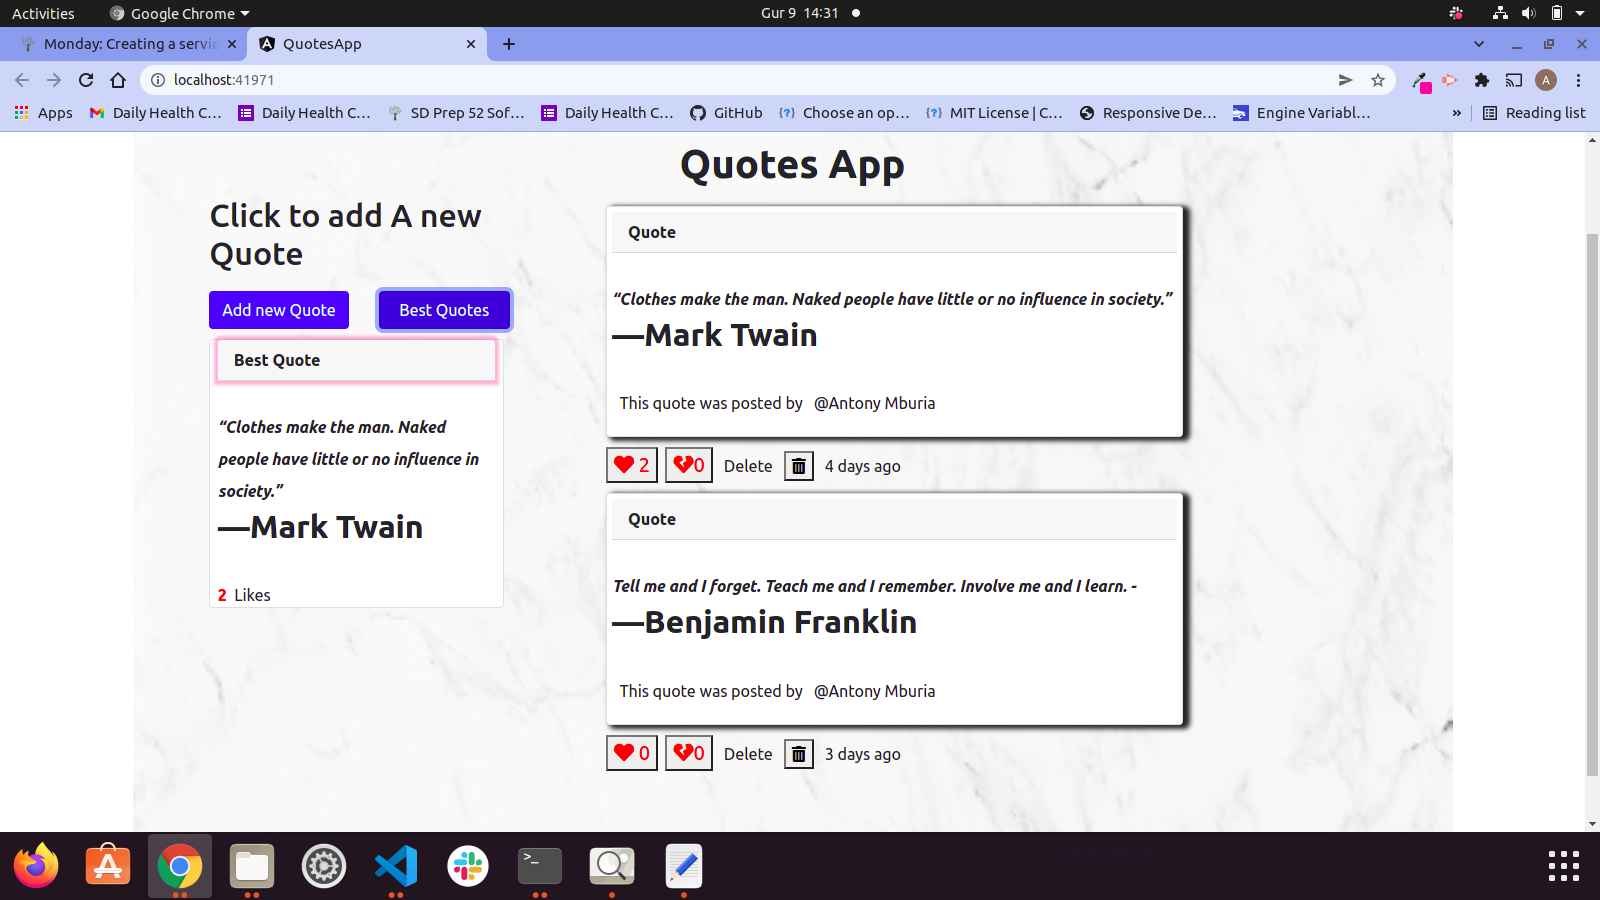 Activities
Google Chrome
Gur 9 14:31
Monday: Creating a servic
QuotesApp
localhost:41971
A
Apps
Daily Health C...
Daily Health C...
SD Prep 52 Sof...
Daily Health C...
GitHub
Choose an op...
MIT License | C...
Responsive De...
Engine Variabl...
»
Reading list
Quotes App
Click to add A new
Quote
Add new Quote
Best Quotes
Best Quote
“Clothes make the man. Naked
people have little or no influence in
society.”
—Mark Twain
2 Likes
Quote
“Clothes make the man. Naked people have little or no influence in society.”
—Mark Twain
This quote was posted by @Antony Mburia
2
0
Delete
4 days ago
Quote
Tell me and I forget. Teach me and I remember. Involve me and I learn. -
—Benjamin Franklin
This quote was posted by @Antony Mburia
0
0
Delete
3 days ago